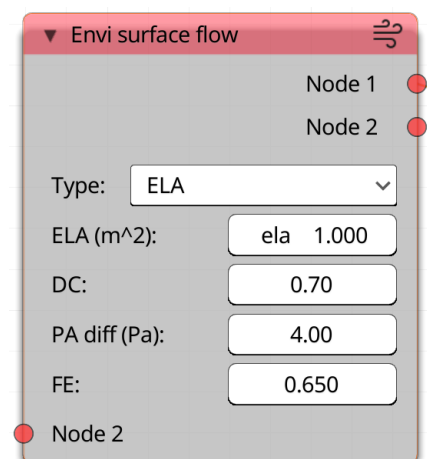 Envi surface flow
Node 1
Node 2
Type: ELA
ELA (m^2): ela 1.000
DC: 0.70
PA diff (Pa): 4.00
FE: 0.650
Node 2